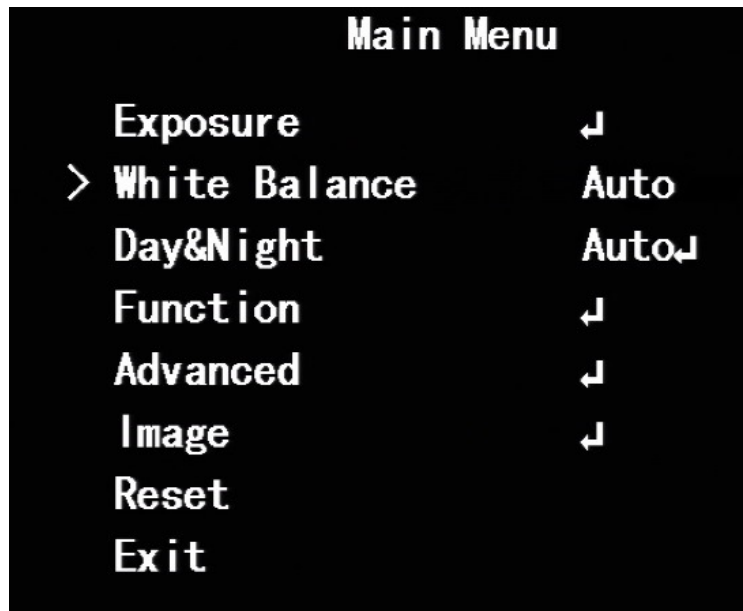 Main Menu
Exposure ↲
> White Balance Auto
Day&Night Auto↲
Function ↲
Advanced ↲
Image ↲
Reset
Exit